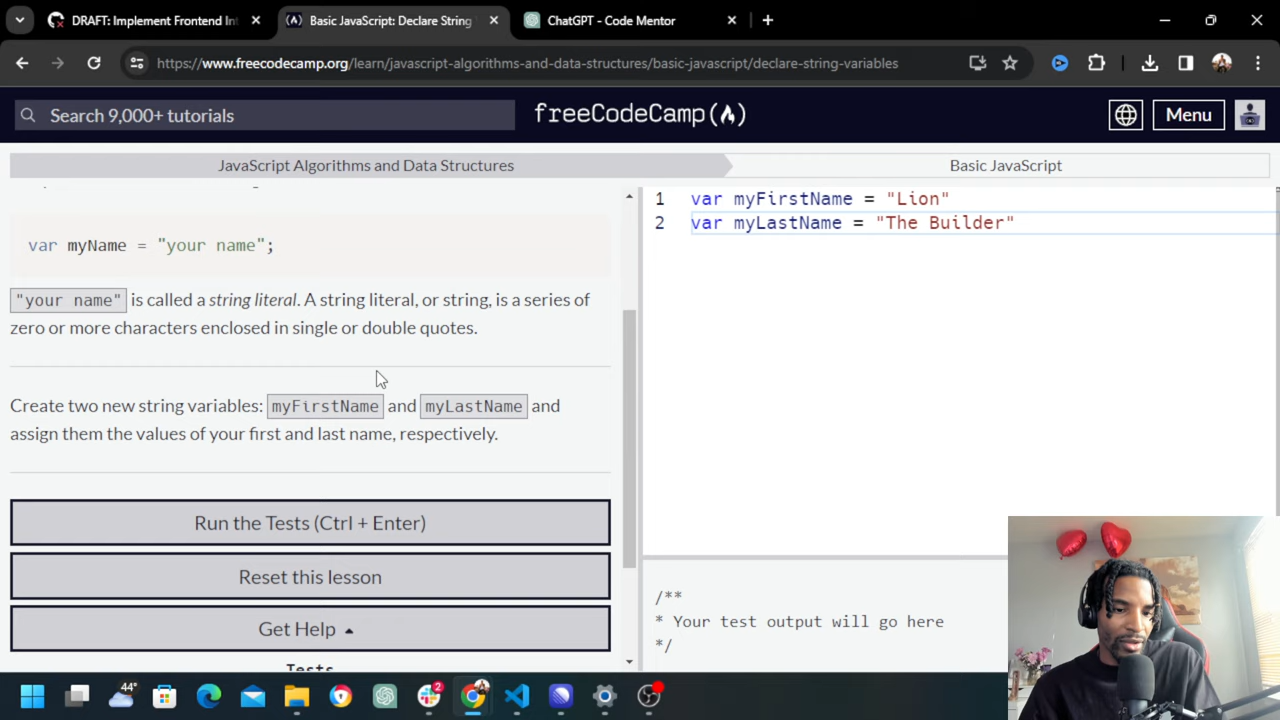 DRAFT: Implement Frontend Int
Basic JavaScript: Declare String
ChatGPT - Code Mentor
https://www.freecodecamp.org/learn/javascript-algorithms-and-data-structures/basic-javascript/declare-string-variables
Search 9,000+ tutorials
freeCodeCamp
Menu
JavaScript Algorithms and Data Structures
Basic JavaScript
var myName = "your name";
"your name" is called a string literal. A string literal, or string, is a series of
zero or more characters enclosed in single or double quotes.
Create two new string variables: myFirstName and myLastName and
assign them the values of your first and last name, respectively.
Run the Tests (Ctrl + Enter)
Reset this lesson
Get Help
Tests
1 var myFirstName = "Lion"
2 var myLastName = "The Builder"
/**
* Your test output will go here
*/
44°
2